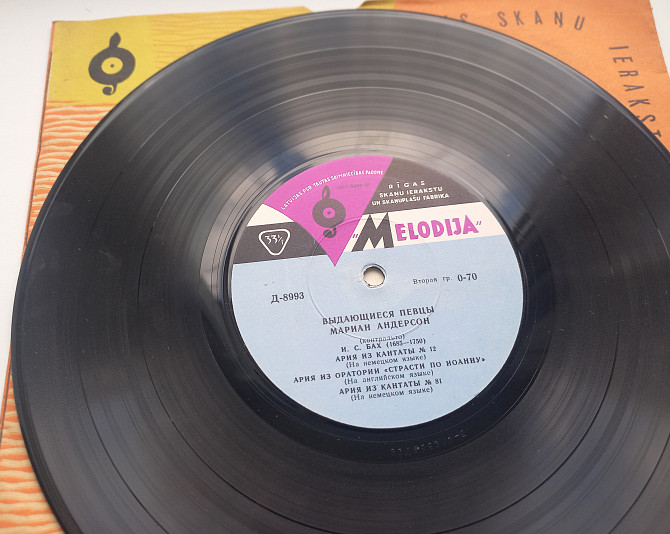 AS SKAŅU
IERAKST
LATVIJAS PSR TAUTAS SAIMNIECĪBAS PADOME
RĪGAS
SKAŅU IERAKSTU
UN SKAŅUPLAŠU FABRIKA
„MELODIJA"
33⅓
Д-8993
Вторая гр. 0-70
ВЫДАЮЩИЕСЯ ПЕВЦЫ
МАРИАН АНДЕРСОН
(контральто)
И. С. БАХ (1685—1750)
АРИЯ ИЗ КАНТАТЫ № 12
(На немецком языке)
АРИЯ ИЗ ОРАТОРИИ «СТРАСТИ ПО ИОАННУ»
(На английском языке)
АРИЯ ИЗ КАНТАТЫ № 81
(На немецком языке)